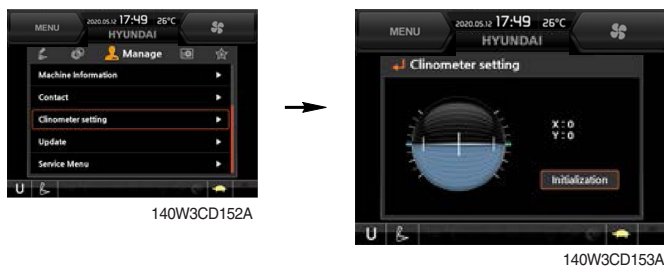 MENU
2020.05.12 17:49 26°C
HYUNDAI
Manage
Machine Information
Contact
Clinometer setting
Update
Service Menu
U
140W3CD152A
MENU
2020.05.12 17:49 26°C
HYUNDAI
Clinometer setting
X:0
Y:0
Initialization
U
140W3CD153A